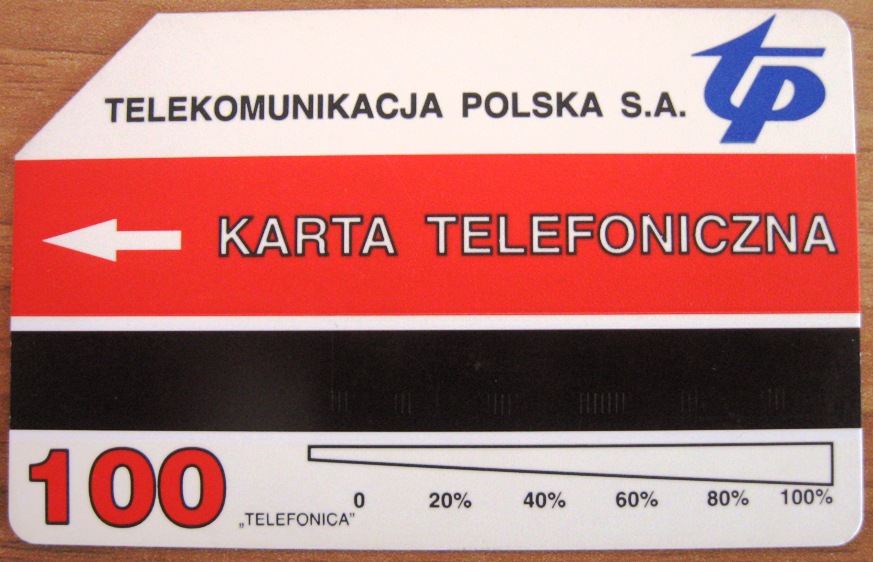 TELEKOMUNIKACJA POLSKA S.A.
tp
KARTA TELEFONICZNA
100
„TELEFONICA”
0 20% 40% 60% 80% 100%